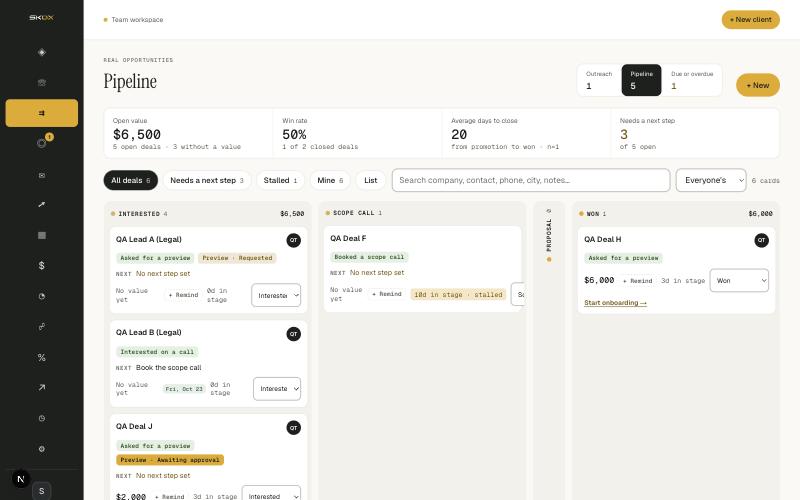 SKDX
Team workspace
+ New client
REAL OPPORTUNITIES
Pipeline
Outreach
1
Pipeline
5
Due or overdue
1
+ New
Open value
$6,500
5 open deals · 3 without a value
Win rate
50%
1 of 2 closed deals
Average days to close
20
from promotion to won · n=1
Needs a next step
3
of 5 open
All deals 6
Needs a next step 3
Stalled 1
Mine 6
List
Search company, contact, phone, city, notes...
Everyone's
6 cards
INTERESTED 4
$6,500
QA Lead A (Legal)
QT
Asked for a preview
Preview · Requested
NEXT No next step set
No value yet
+ Remind
0d in stage
Intereste
QA Lead B (Legal)
QT
Interested on a call
NEXT Book the scope call
No value yet
Fri, Oct 23
0d in stage
Intereste
QA Deal J
QT
Asked for a preview
Preview · Awaiting approval
NEXT No next step set
$2,000
+ Remind
3d in stage
Interested
SCOPE CALL 1
QA Deal F
Booked a scope call
NEXT No next step set
No value yet
+ Remind
10d in stage · stalled
Sc
PROPOSAL 0
WON 1
$6,000
QA Deal H
QT
Asked for a preview
$6,000
+ Remind
3d in stage
Won
Start onboarding →
N
S